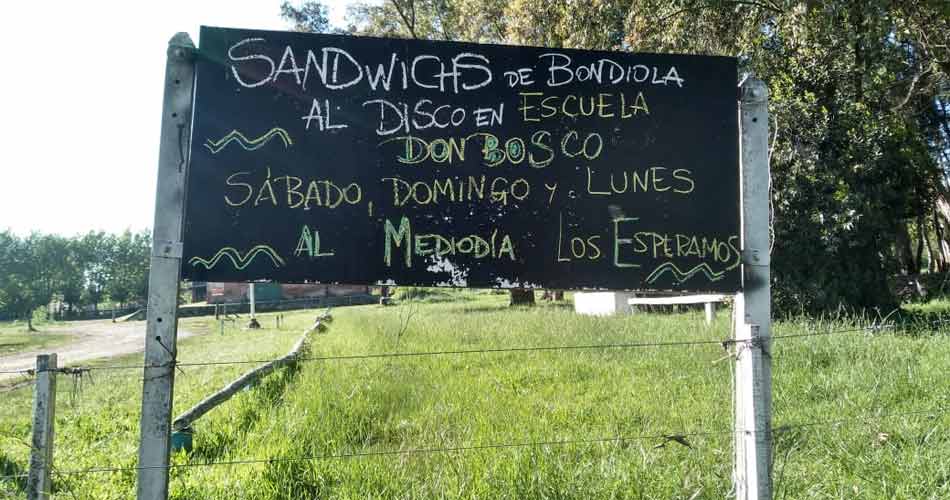 SANDWICHS DE BONDIOLA
AL DISCO EN ESCUELA
DON BOSCO
SÁBADO, DOMINGO Y LUNES
AL MEDIODÍA LOS ESPERAMOS